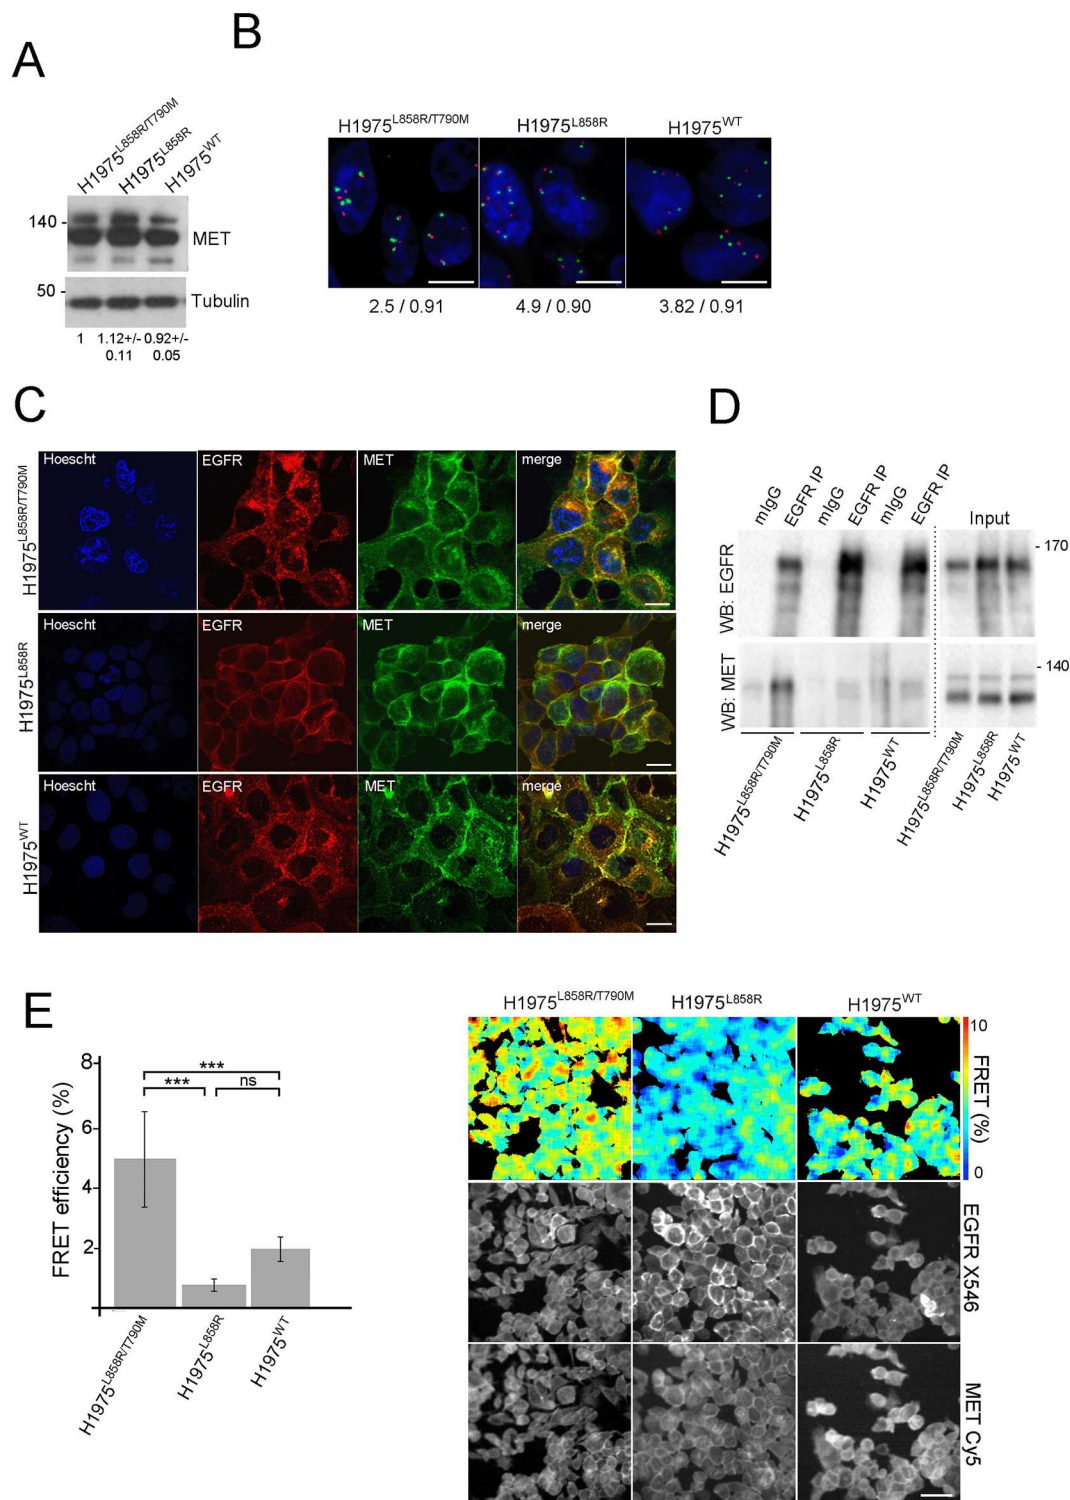 A
H1975L858R/T790M
H1975L858R
H1975WT
140
MET
50
Tubulin
1 1.12+/- 0.92+/-
0.11 0.05
B
H1975L858R/T790M H1975L858R H1975WT
2.5 / 0.91 4.9 / 0.90 3.82 / 0.91
C
H1975L858R/T790M
Hoescht EGFR MET merge
H1975L858R
Hoescht EGFR MET merge
H1975WT
Hoescht EGFR MET merge
D
mIgG
EGFR IP
mIgG
EGFR IP
mIgG
EGFR IP
Input
WB: EGFR
- 170
WB: MET
- 140
H1975L858R/T790M
H1975L858R
H1975WT
H1975L858R/T790M
H1975L858R
H1975WT
E
FRET efficiency (%)
8
6
4
2
***
*** ns
H1975L858R/T790M
H1975L858R
H1975WT
H1975L858R/T790M H1975L858R H1975WT
10
FRET (%)
0
EGFR X546
MET Cy5